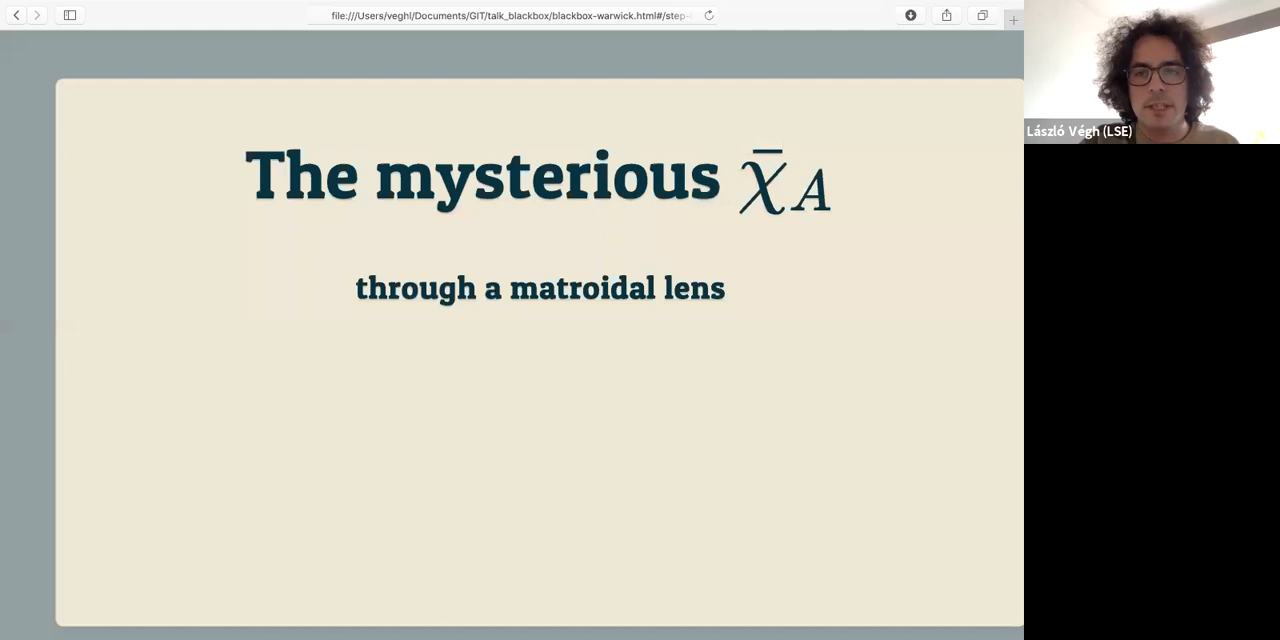 file:///Users/veghl/Documents/GIT/talk_blackbox/blackbox-warwick.html#/step-
László Végh (LSE)
The mysterious χ̄_A
through a matroidal lens